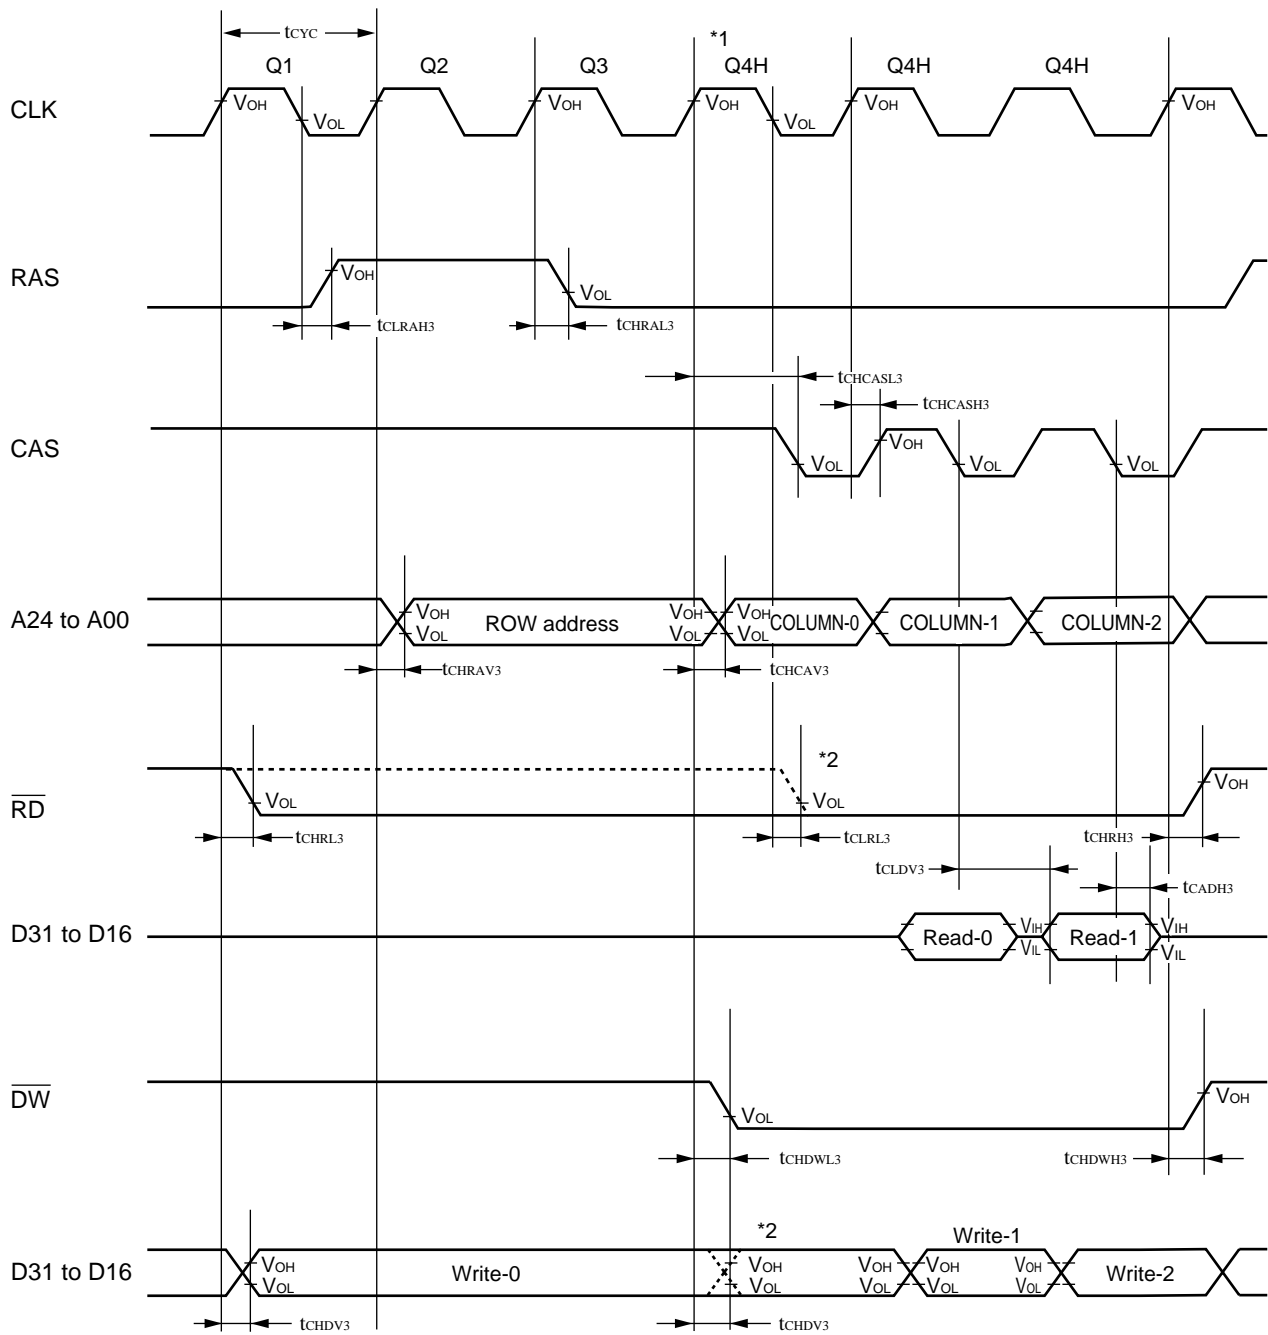 tCYC
*1
Q1 Q2 Q3 Q4H Q4H Q4H
CLK
VOH VOL VOH VOH VOH VOL VOH VOH
RAS
VOH VOL
tCLRAH3 tCHRAL3
tCHCASL3
tCHCASH3
CAS
VOL VOH VOL VOL
A24 to A00
VOH VOL ROW address VOH VOL VOH VOL COLUMN-0 COLUMN-1 COLUMN-2
tCHRAV3 tCHCAV3
*2
RD
VOL VOL VOH
tCHRL3 tCLRL3 tCHRH3
tCLDV3
tCADH3
D31 to D16
Read-0 VIH VIL Read-1 VIH VIL
DW
VOL VOH
tCHDWL3 tCHDWH3
*2 Write-1
D31 to D16
VOH VOL Write-0 VOH VOL VOH VOL VOH VOL VOH VOL Write-2
tCHDV3 tCHDV3